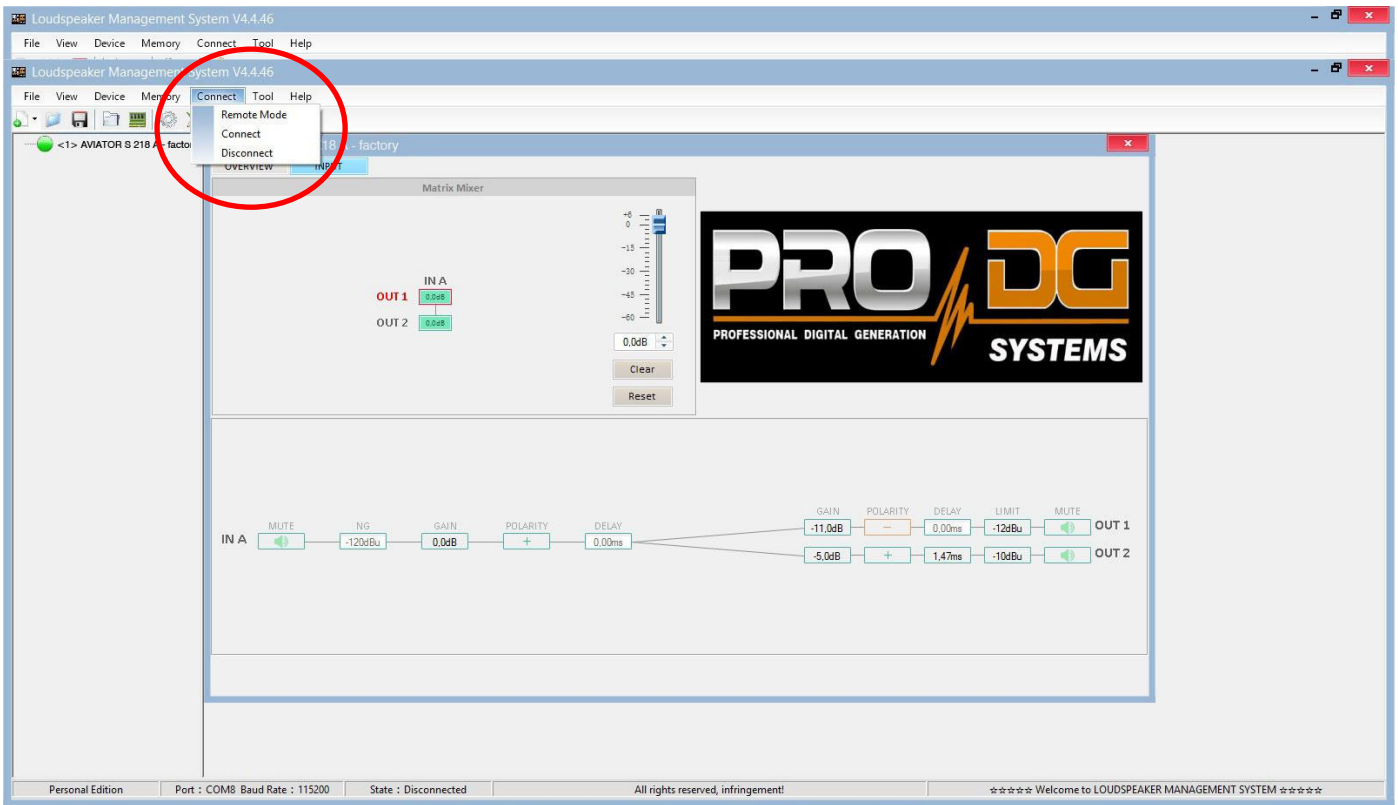 Loudspeaker Management System V4.4.46
File View Device Memory Connect Tool Help
Loudspeaker Management System V4.4.46
File View Device Memory Connect Tool Help
Remote Mode
Connect
Disconnect
<1> AVIATOR S 218 A - facto
18 A - factory
OVERVIEW INPUT
Matrix Mixer
+6
0
-15
-30
-45
-60
IN A
OUT 1 0,0dB
OUT 2 0,0dB
0,0dB
Clear
Reset
PRO DG
PROFESSIONAL DIGITAL GENERATION
SYSTEMS
GAIN POLARITY DELAY LIMIT MUTE
-11,0dB − 0,00ms -12dBu OUT 1
MUTE NG GAIN POLARITY DELAY
IN A -120dBu 0,0dB + 0,00ms
-5,0dB + 1,47ms -10dBu OUT 2
Personal Edition Port : COM8 Baud Rate : 115200 State : Disconnected All rights reserved, infringement! ☆☆☆☆☆ Welcome to LOUDSPEAKER MANAGEMENT SYSTEM ☆☆☆☆☆